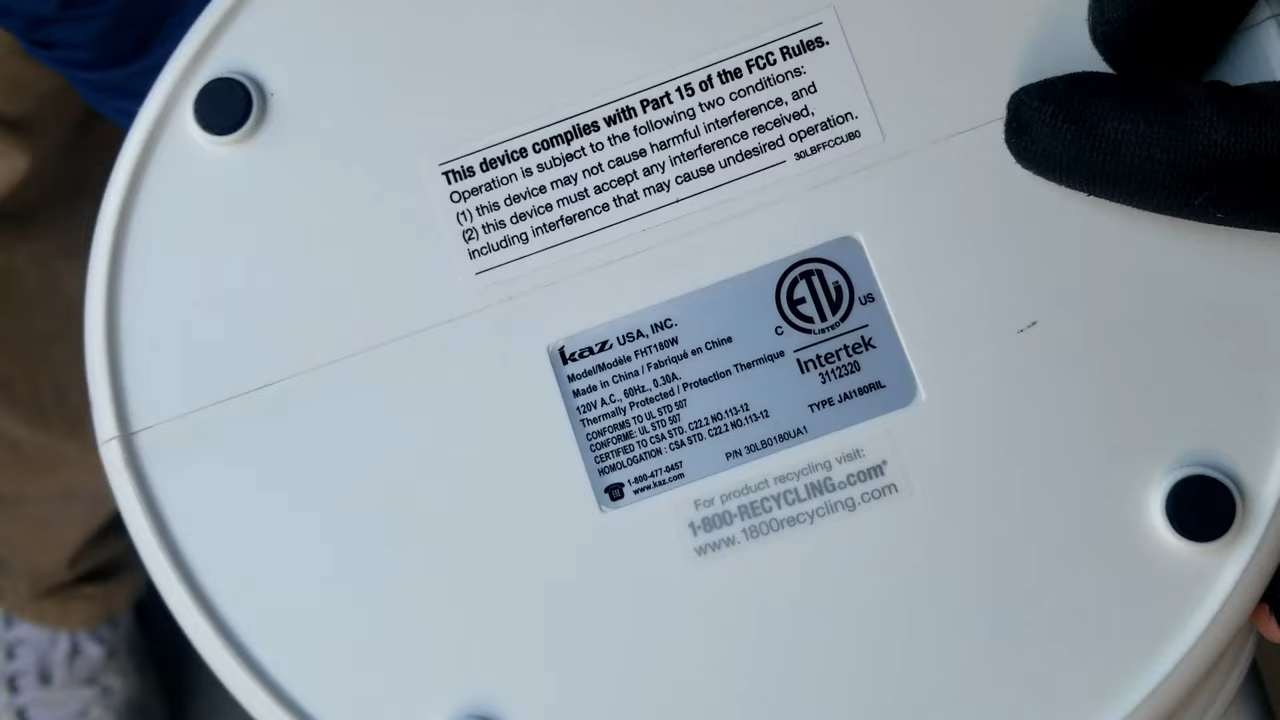 This device complies with Part 15 of the FCC Rules.
Operation is subject to the following two conditions:
(1) this device may not cause harmful interference, and
(2) this device must accept any interference received,
including interference that may cause undesired operation.
30LBFFCCUB0
kaz USA, INC.
Model/Modèle FHT180W
Made in China / Fabriqué en Chine
120V A.C., 60Hz., 0.30A.
Thermally Protected / Protection Thermique
CONFORMS TO UL STD 507
CONFORME: UL STD 507
CERTIFIED TO CSA STD. C22.2 NO.113-12
HOMOLOGATION : CSA STD. C22.2 NO.113-12
1-800-477-0457
www.kaz.com
P/N 30LB0180UA1
ETL
LISTED
C
US
Intertek
3112320
TYPE JAI180RIL
For product recycling visit:
1-800-RECYCLING.com®
www.1800recycling.com